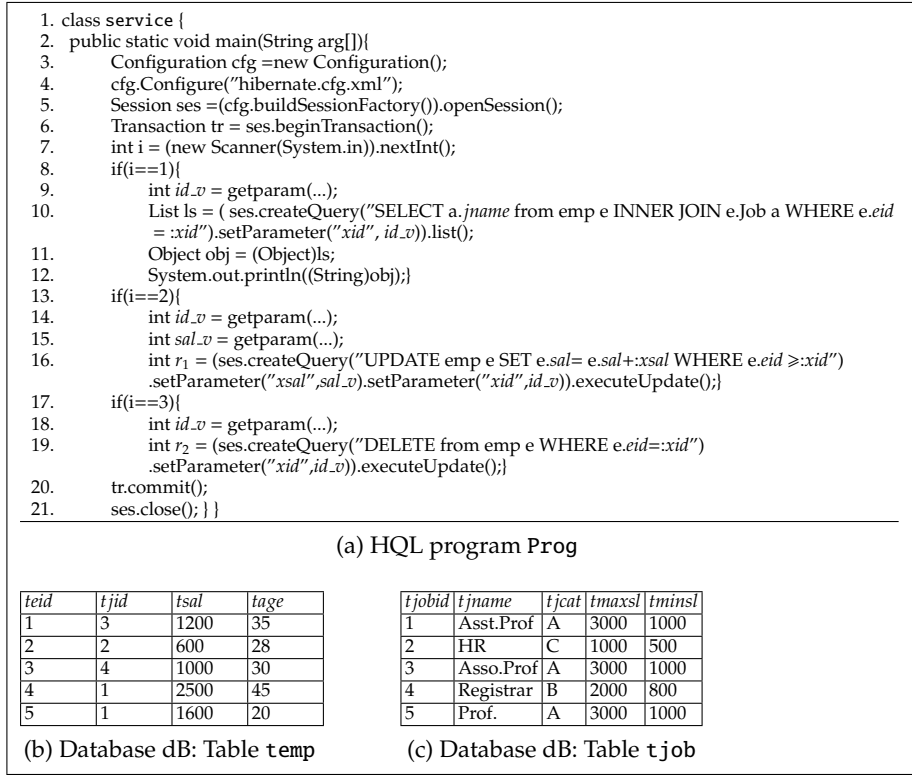 1. class service {
2. public static void main(String arg[]){
3. Configuration cfg =new Configuration();
4. cfg.Configure("hibernate.cfg.xml");
5. Session ses =(cfg.buildSessionFactory()).openSession();
6. Transaction tr = ses.beginTransaction();
7. int i = (new Scanner(System.in)).nextInt();
8. if(i==1){
9. int id_v = getparam(...);
10. List ls = ( ses.createQuery("SELECT a.jname from emp e INNER JOIN e.Job a WHERE e.eid
= :xid").setParameter("xid", id_v)).list();
11. Object obj = (Object)ls;
12. System.out.println((String)obj);}
13. if(i==2){
14. int id_v = getparam(...);
15. int sal_v = getparam(...);
16. int r₁ = (ses.createQuery("UPDATE emp e SET e.sal= e.sal+:xsal WHERE e.eid ⩾:xid")
.setParameter("xsal",sal_v).setParameter("xid",id_v)).executeUpdate();}
17. if(i==3){
18. int id_v = getparam(...);
19. int r₂ = (ses.createQuery("DELETE from emp e WHERE e.eid=:xid")
.setParameter("xid",id_v)).executeUpdate();}
20. tr.commit();
21. ses.close(); } }
(a) HQL program Prog
teid tjid tsal tage
1 3 1200 35
2 2 600 28
3 4 1000 30
4 1 2500 45
5 1 1600 20
(b) Database dB: Table temp
tjobid tjname tjcat tmaxsl tminsl
1 Asst.Prof A 3000 1000
2 HR C 1000 500
3 Asso.Prof A 3000 1000
4 Registrar B 2000 800
5 Prof. A 3000 1000
(c) Database dB: Table tjob